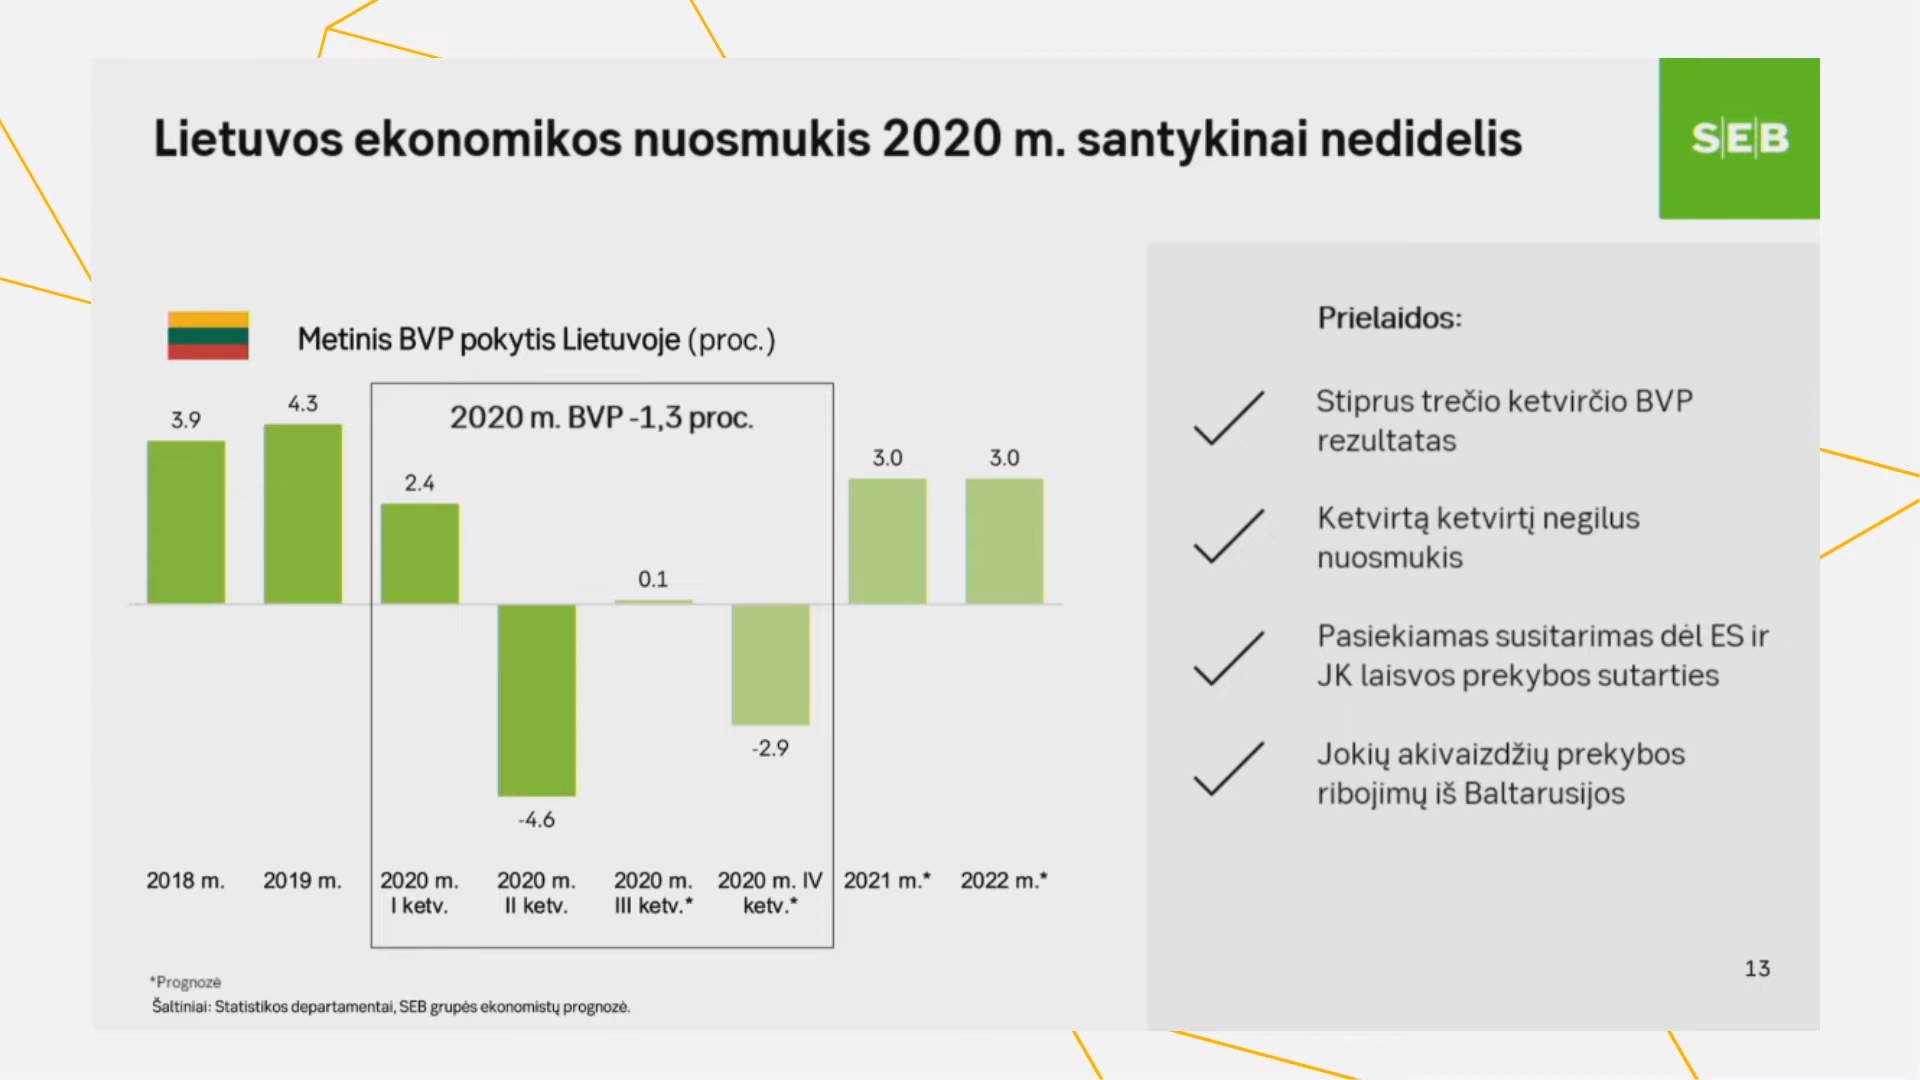 Lietuvos ekonomikos nuosmukis 2020 m. santykinai nedidelis
S|E|B
Metinis BVP pokytis Lietuvoje (proc.)
2020 m. BVP -1,3 proc.
3.9
4.3
2.4
-4.6
0.1
-2.9
3.0
3.0
2018 m.
2019 m.
2020 m.
I ketv.
2020 m.
II ketv.
2020 m.
III ketv.*
2020 m. IV
ketv.*
2021 m.*
2022 m.*
*Prognozė
Šaltiniai: Statistikos departamentai, SEB grupės ekonomistų prognozė.
Prielaidos:
Stiprus trečio ketvirčio BVP
rezultatas
Ketvirtą ketvirtį negilus
nuosmukis
Pasiekiamas susitarimas dėl ES ir
JK laisvos prekybos sutarties
Jokių akivaizdžių prekybos
ribojimų iš Baltarusijos
13